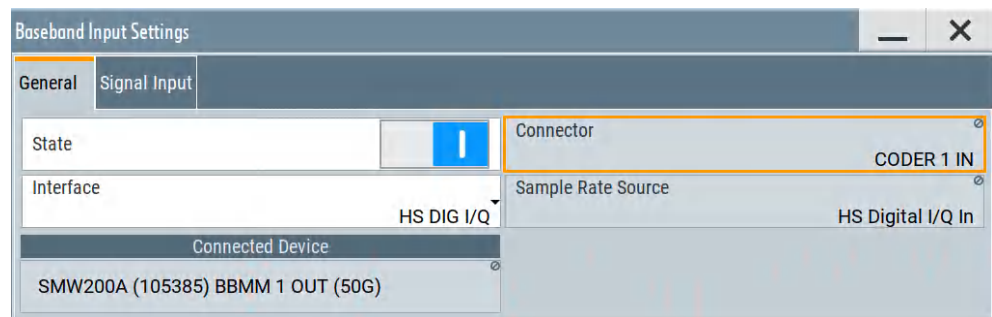 Baseband Input Settings
General
Signal Input
State
Connector
CODER 1 IN
Interface
HS DIG I/Q
Sample Rate Source
HS Digital I/Q In
Connected Device
SMW200A (105385) BBMM 1 OUT (50G)